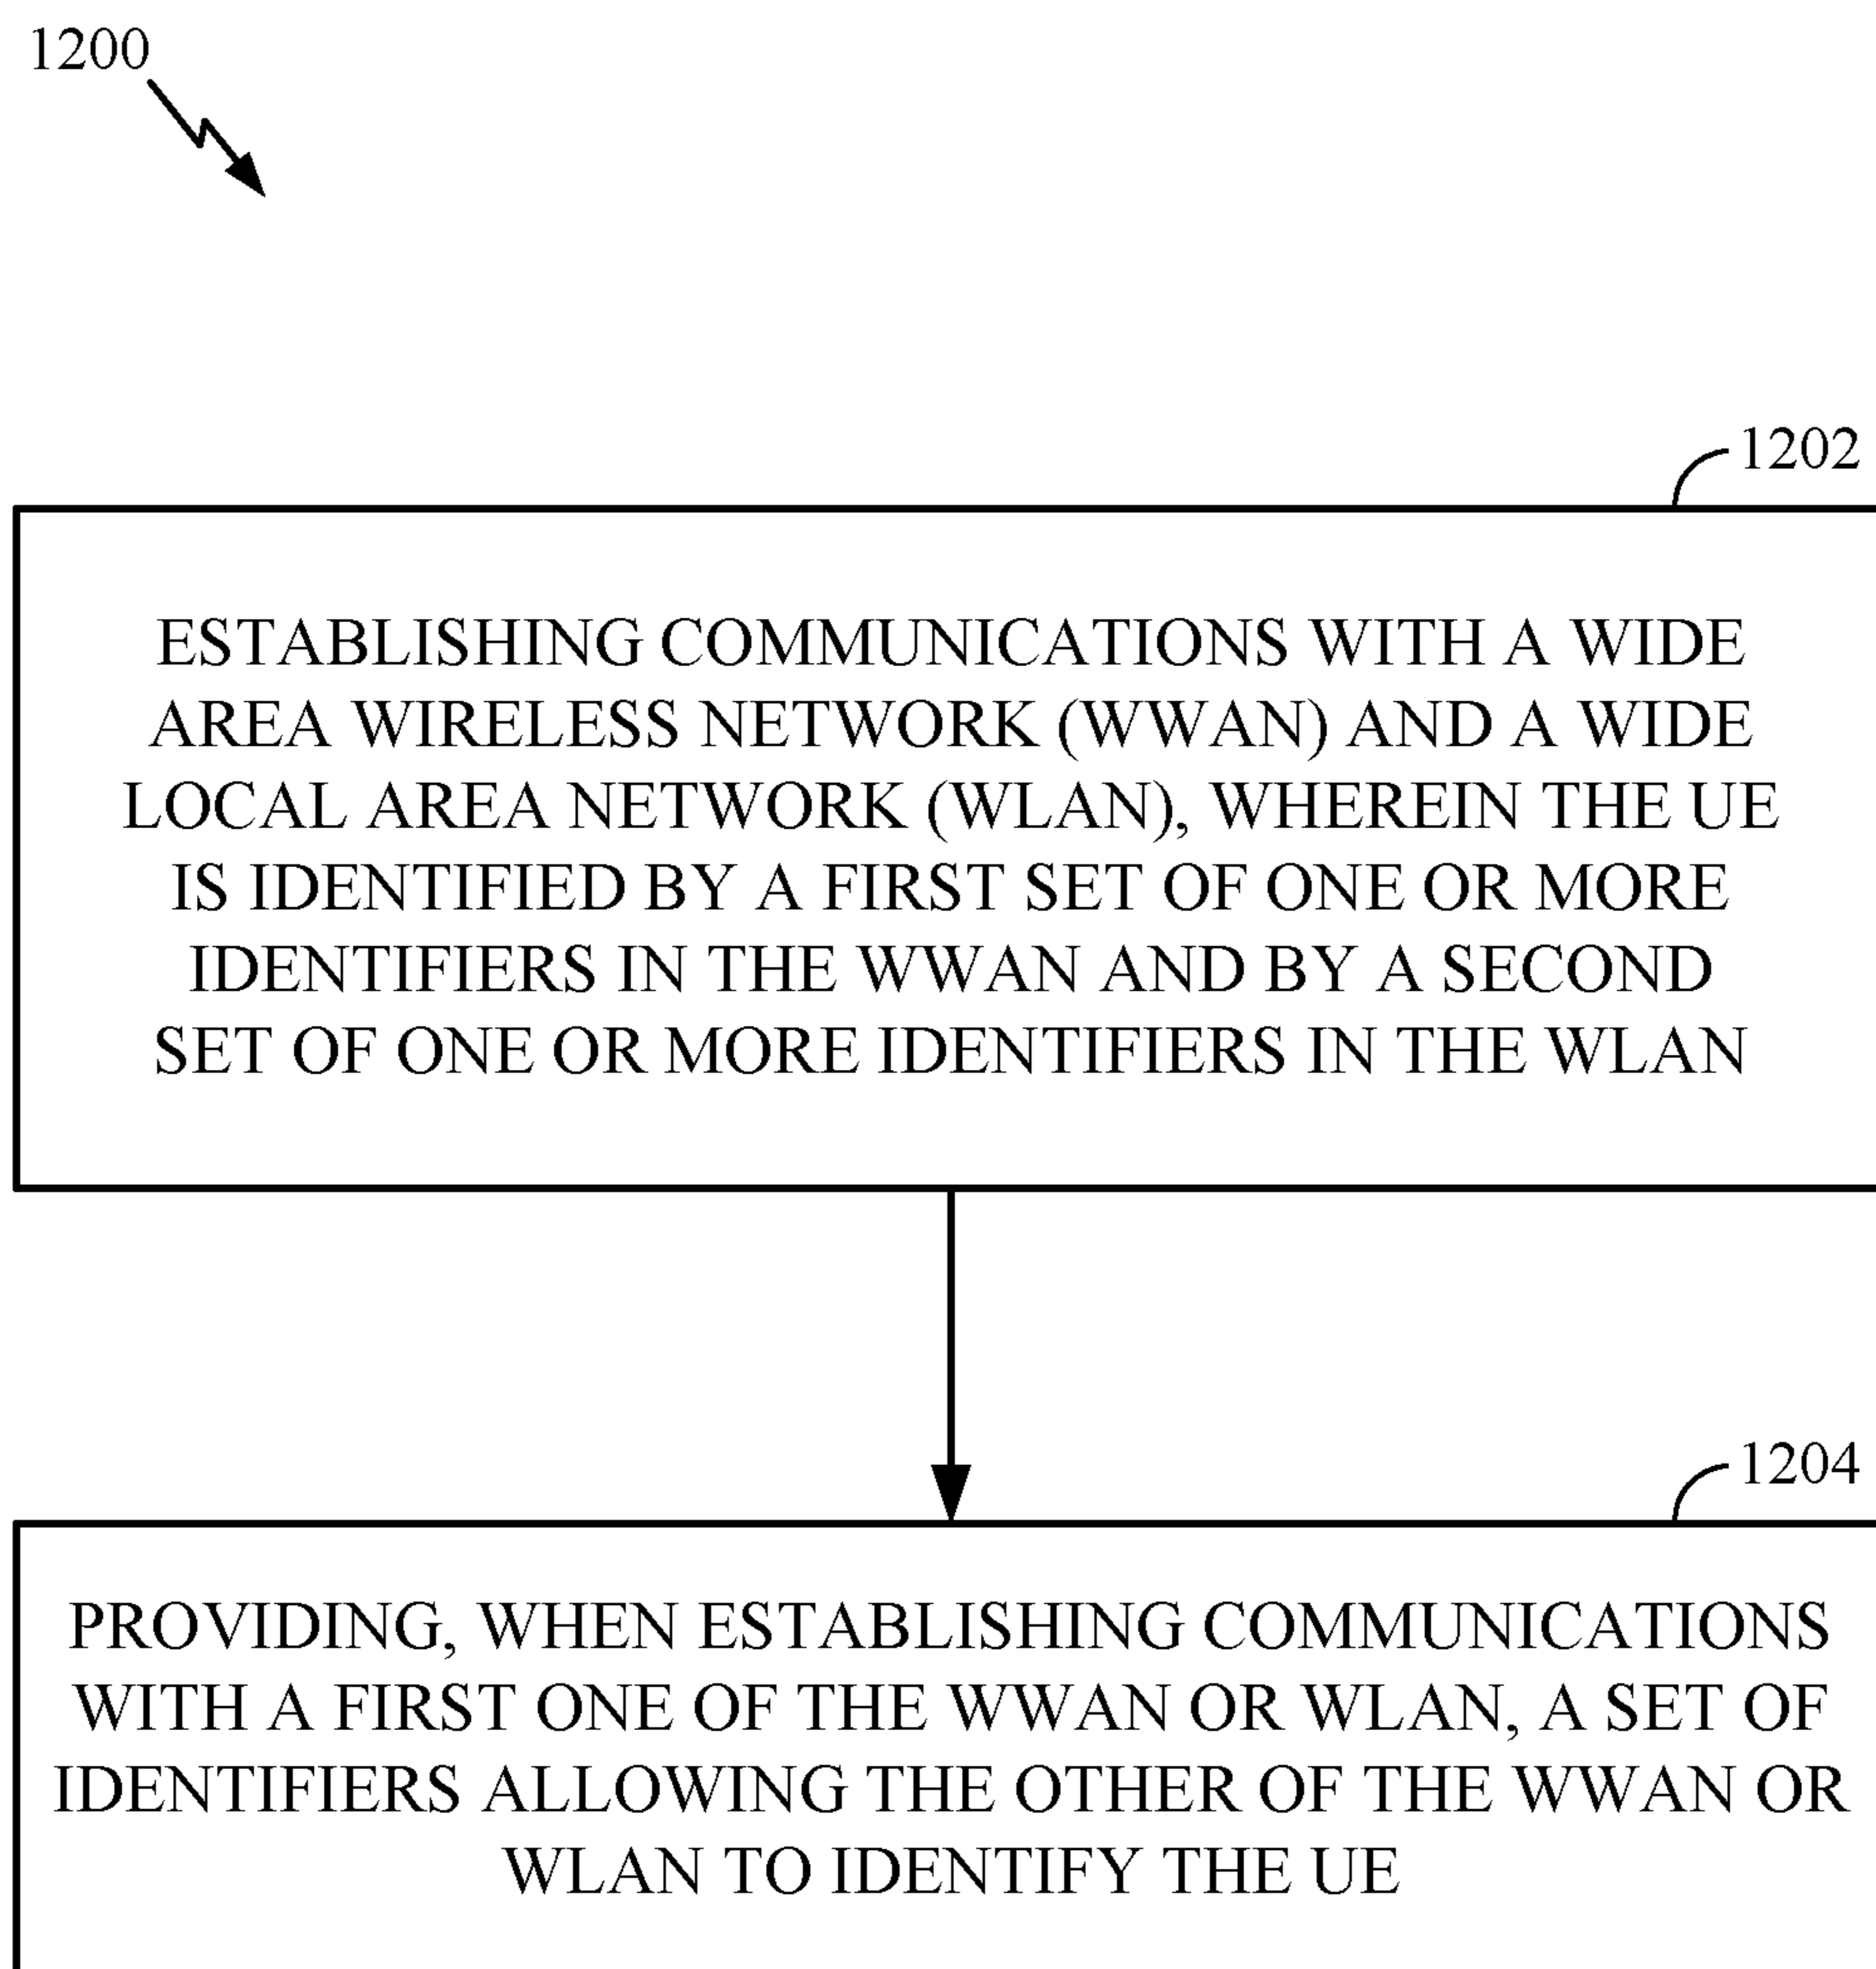 1200
1202
ESTABLISHING COMMUNICATIONS WITH A WIDE
AREA WIRELESS NETWORK (WWAN) AND A WIDE
LOCAL AREA NETWORK (WLAN), WHEREIN THE UE
IS IDENTIFIED BY A FIRST SET OF ONE OR MORE
IDENTIFIERS IN THE WWAN AND BY A SECOND
SET OF ONE OR MORE IDENTIFIERS IN THE WLAN
1204
PROVIDING, WHEN ESTABLISHING COMMUNICATIONS
WITH A FIRST ONE OF THE WWAN OR WLAN, A SET OF
IDENTIFIERS ALLOWING THE OTHER OF THE WWAN OR
WLAN TO IDENTIFY THE UE